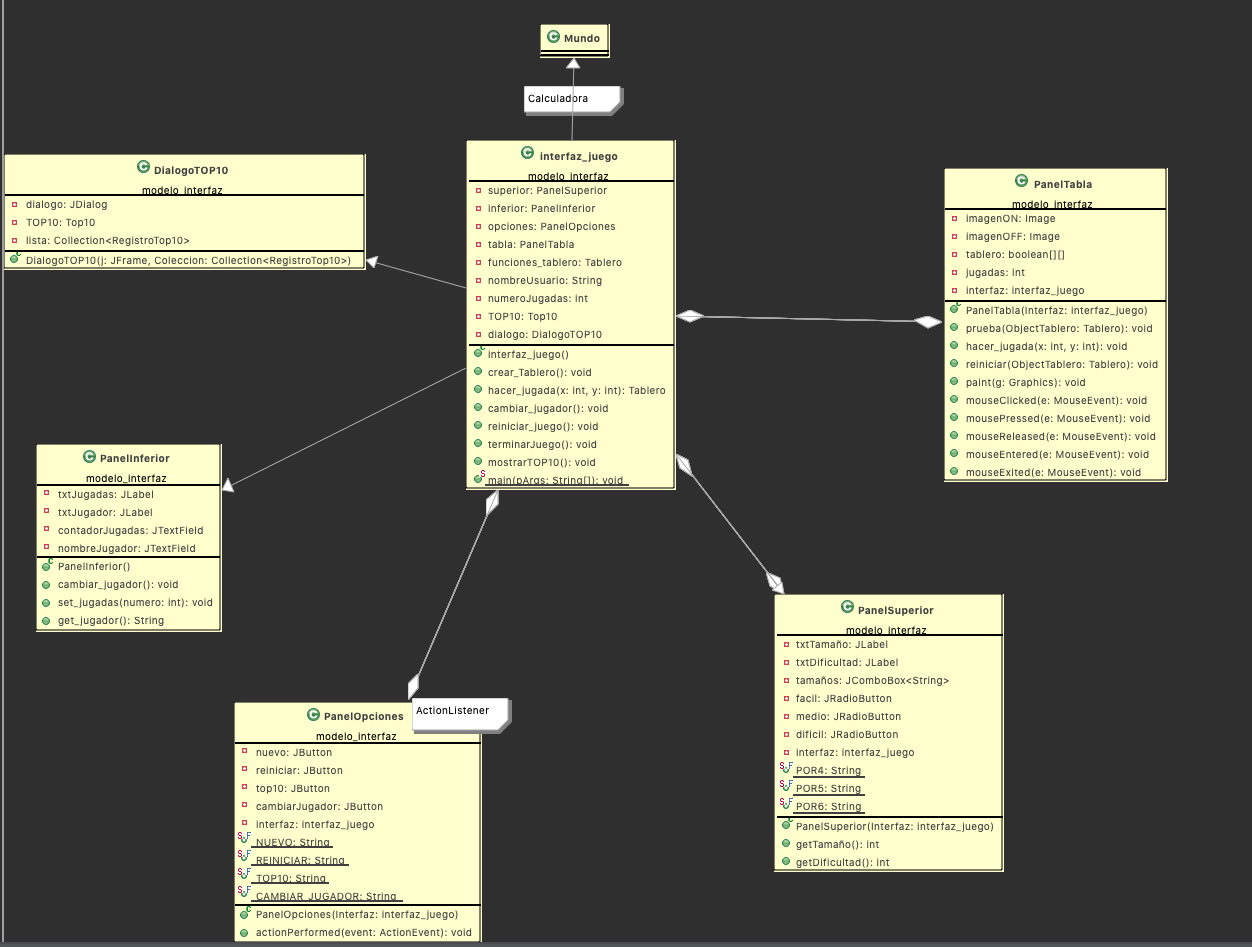 Mundo
Calculadora
DialogoTOP10
modelo_interfaz
dialogo: JDialog
TOP10: Top10
lista: Collection<RegistroTop10>
DialogoTOP10(j: JFrame, Coleccion: Collection<RegistroTop10>)
interfaz_juego
modelo_interfaz
superior: PanelSuperior
inferior: PanelInferior
opciones: PanelOpciones
tabla: PanelTabla
funciones_tablero: Tablero
nombreUsuario: String
numeroJugadas: int
TOP10: Top10
dialogo: DialogoTOP10
interfaz_juego()
crear_Tablero(): void
hacer_jugada(x: int, y: int): Tablero
cambiar_jugador(): void
reiniciar_juego(): void
terminarJuego(): void
mostrarTOP10(): void
main(pArgs: String[]): void
PanelTabla
modelo_interfaz
imagenON: Image
imagenOFF: Image
tablero: boolean[][]
jugadas: int
interfaz: interfaz_juego
PanelTabla(Interfaz: interfaz_juego)
prueba(ObjectTablero: Tablero): void
hacer_jugada(x: int, y: int): void
reiniciar(ObjectTablero: Tablero): void
paint(g: Graphics): void
mouseClicked(e: MouseEvent): void
mousePressed(e: MouseEvent): void
mouseReleased(e: MouseEvent): void
mouseEntered(e: MouseEvent): void
mouseExited(e: MouseEvent): void
PanelInferior
modelo_interfaz
txtJugadas: JLabel
txtJugador: JLabel
contadorJugadas: JTextField
nombreJugador: JTextField
PanelInferior()
cambiar_jugador(): void
set_jugadas(numero: int): void
get_jugador(): String
PanelOpciones
ActionListener
modelo_interfaz
nuevo: JButton
reiniciar: JButton
top10: JButton
cambiarJugador: JButton
interfaz: interfaz_juego
NUEVO: String
REINICIAR: String
TOP10: String
CAMBIAR_JUGADOR: String
PanelOpciones(Interfaz: interfaz_juego)
actionPerformed(event: ActionEvent): void
PanelSuperior
modelo_interfaz
txtTamaño: JLabel
txtDificultad: JLabel
tamaños: JComboBox<String>
facil: JRadioButton
medio: JRadioButton
dificil: JRadioButton
interfaz: interfaz_juego
POR4: String
POR5: String
POR6: String
PanelSuperior(Interfaz: interfaz_juego)
getTamaño(): int
getDificultad(): int